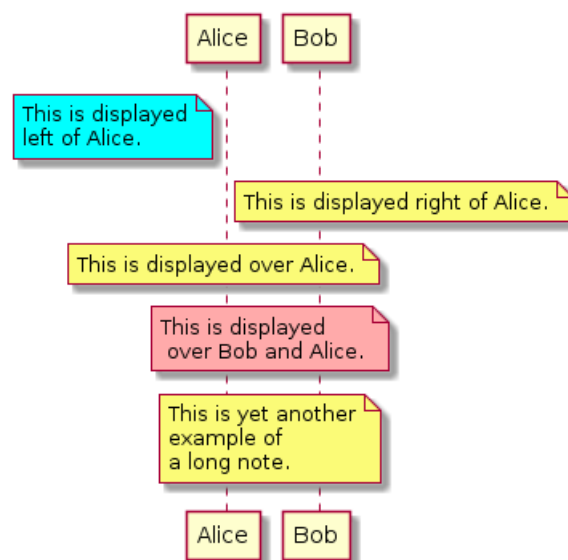 Alice Bob
This is displayed
left of Alice.
This is displayed right of Alice.
This is displayed over Alice.
This is displayed
over Bob and Alice.
This is yet another
example of
a long note.
Alice Bob